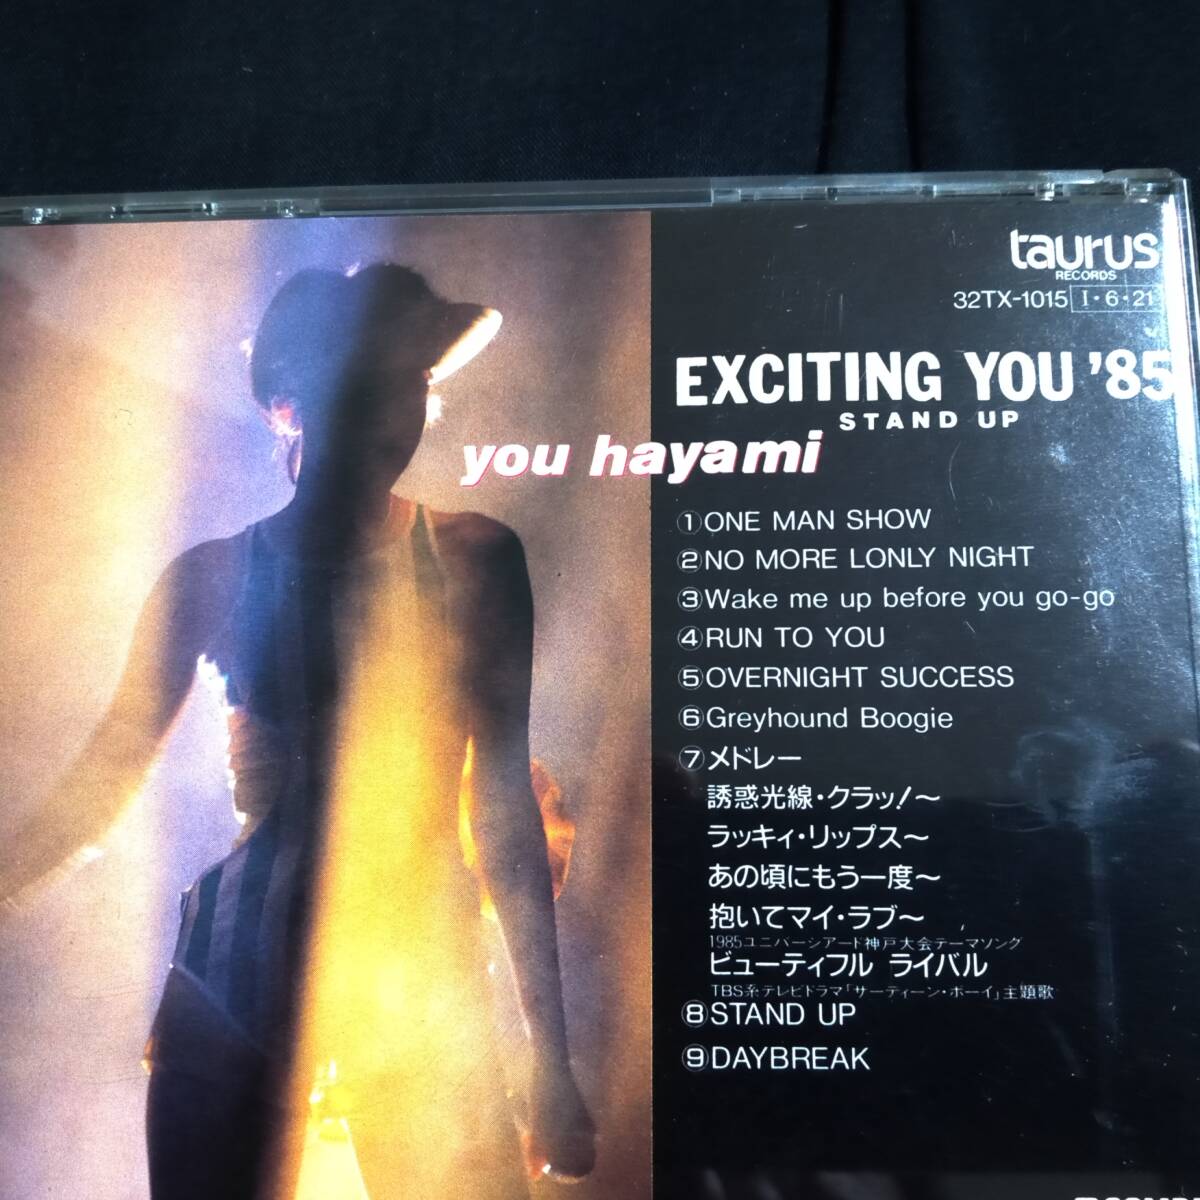 taurus
RECORDS
32TX-1015 I・6・21
EXCITING YOU '85
STAND UP
you hayami
①ONE MAN SHOW
②NO MORE LONLY NIGHT
③Wake me up before you go-go
④RUN TO YOU
⑤OVERNIGHT SUCCESS
⑥Greyhound Boogie
⑦メドレー
誘惑光線・クラッ!～
ラッキィ・リップス～
あの頃にもう一度～
抱いてマイ・ラブ～
1985ユニバーシアード神戸大会テーマソング
ビューティフル ライバル
TBS系テレビドラマ「サーティーン・ボーイ」主題歌
⑧STAND UP
⑨DAYBREAK